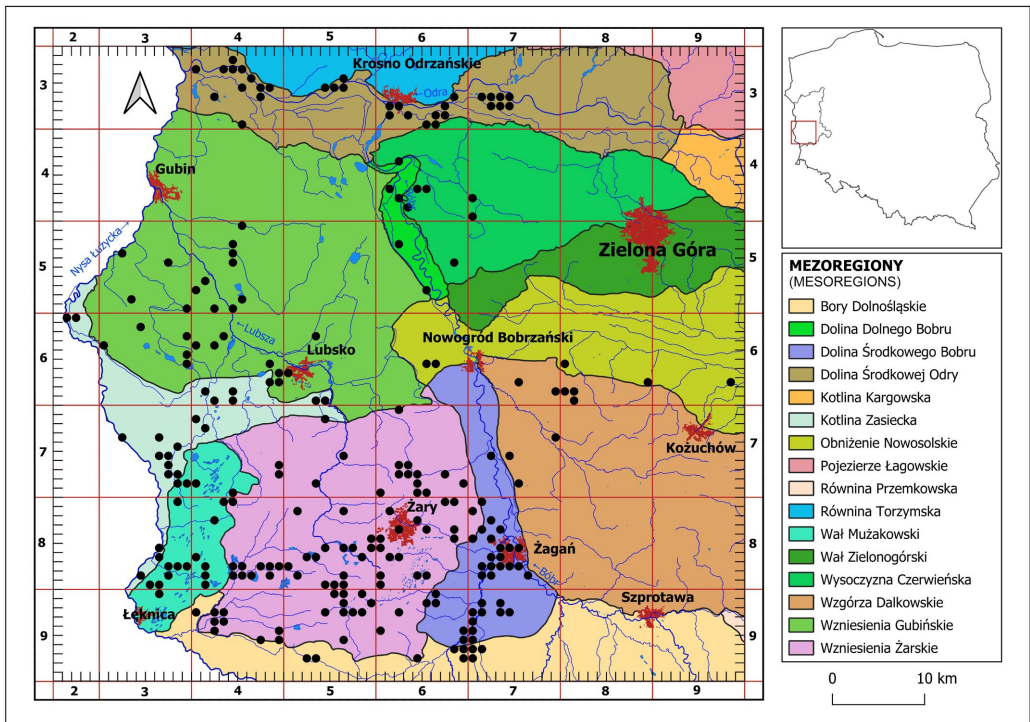 2 3 4 5 6 7 8 9
3 Krosno Odrzańskie 3
Odra
4 Gubin 4
Zielona Góra
Nysa Łużycka
5 5
Lubsza
Nowogród Bobrzański
6 Lubsko 6
Kożuchów
7 7
Żary
8 Żagań 8
Bóbr
Łęknica Szprotawa
9 9
2 3 4 5 6 7 8 9
MEZOREGIONY
(MESOREGIONS)
Bory Dolnośląskie
Dolina Dolnego Bobru
Dolina Środkowego Bobru
Dolina Środkowej Odry
Kotlina Kargowska
Kotlina Zasiecka
Obniżenie Nowosolskie
Pojezierze Łagowskie
Równina Przemkowska
Równina Torzymska
Wał Mużakowski
Wał Zielonogórski
Wysoczyzna Czerwieńska
Wzgórza Dalkowskie
Wzniesienia Gubińskie
Wzniesienia Żarskie
0 10 km